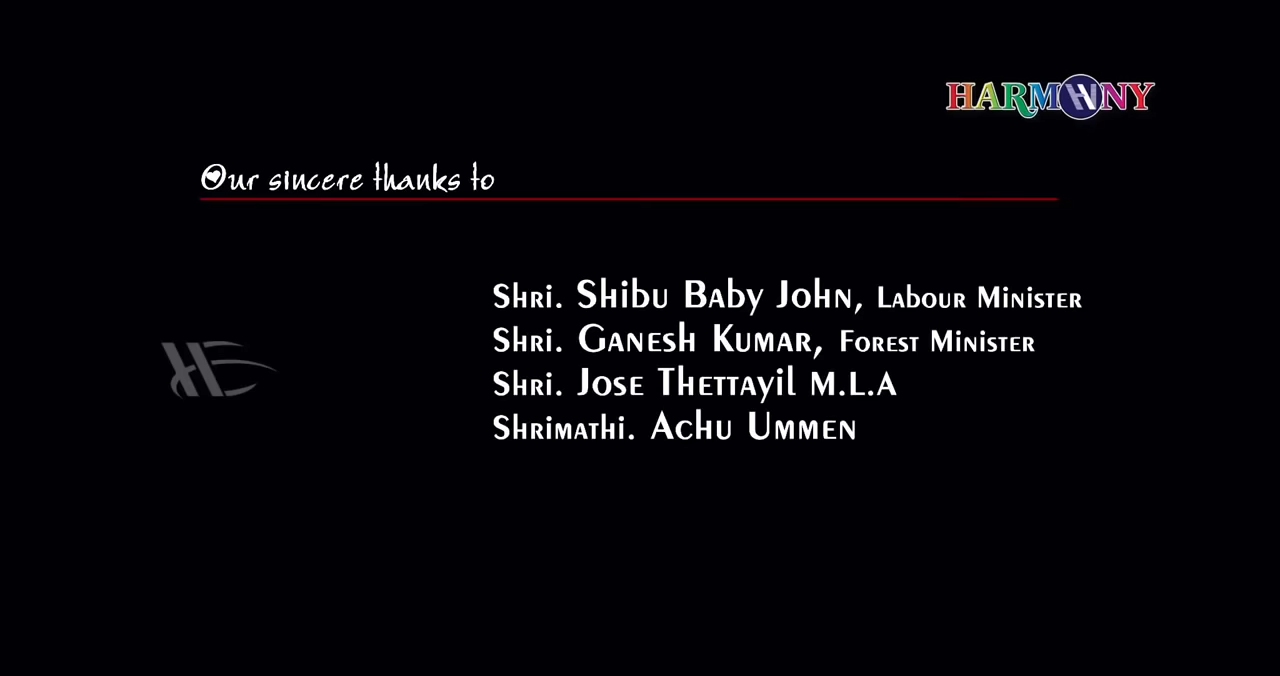 HARMONY
Our sincere thanks to
Shri. Shibu Baby John, Labour Minister
Shri. Ganesh Kumar, Forest Minister
Shri. Jose Thettayil M.L.A
Shrimathi. Achu Ummen